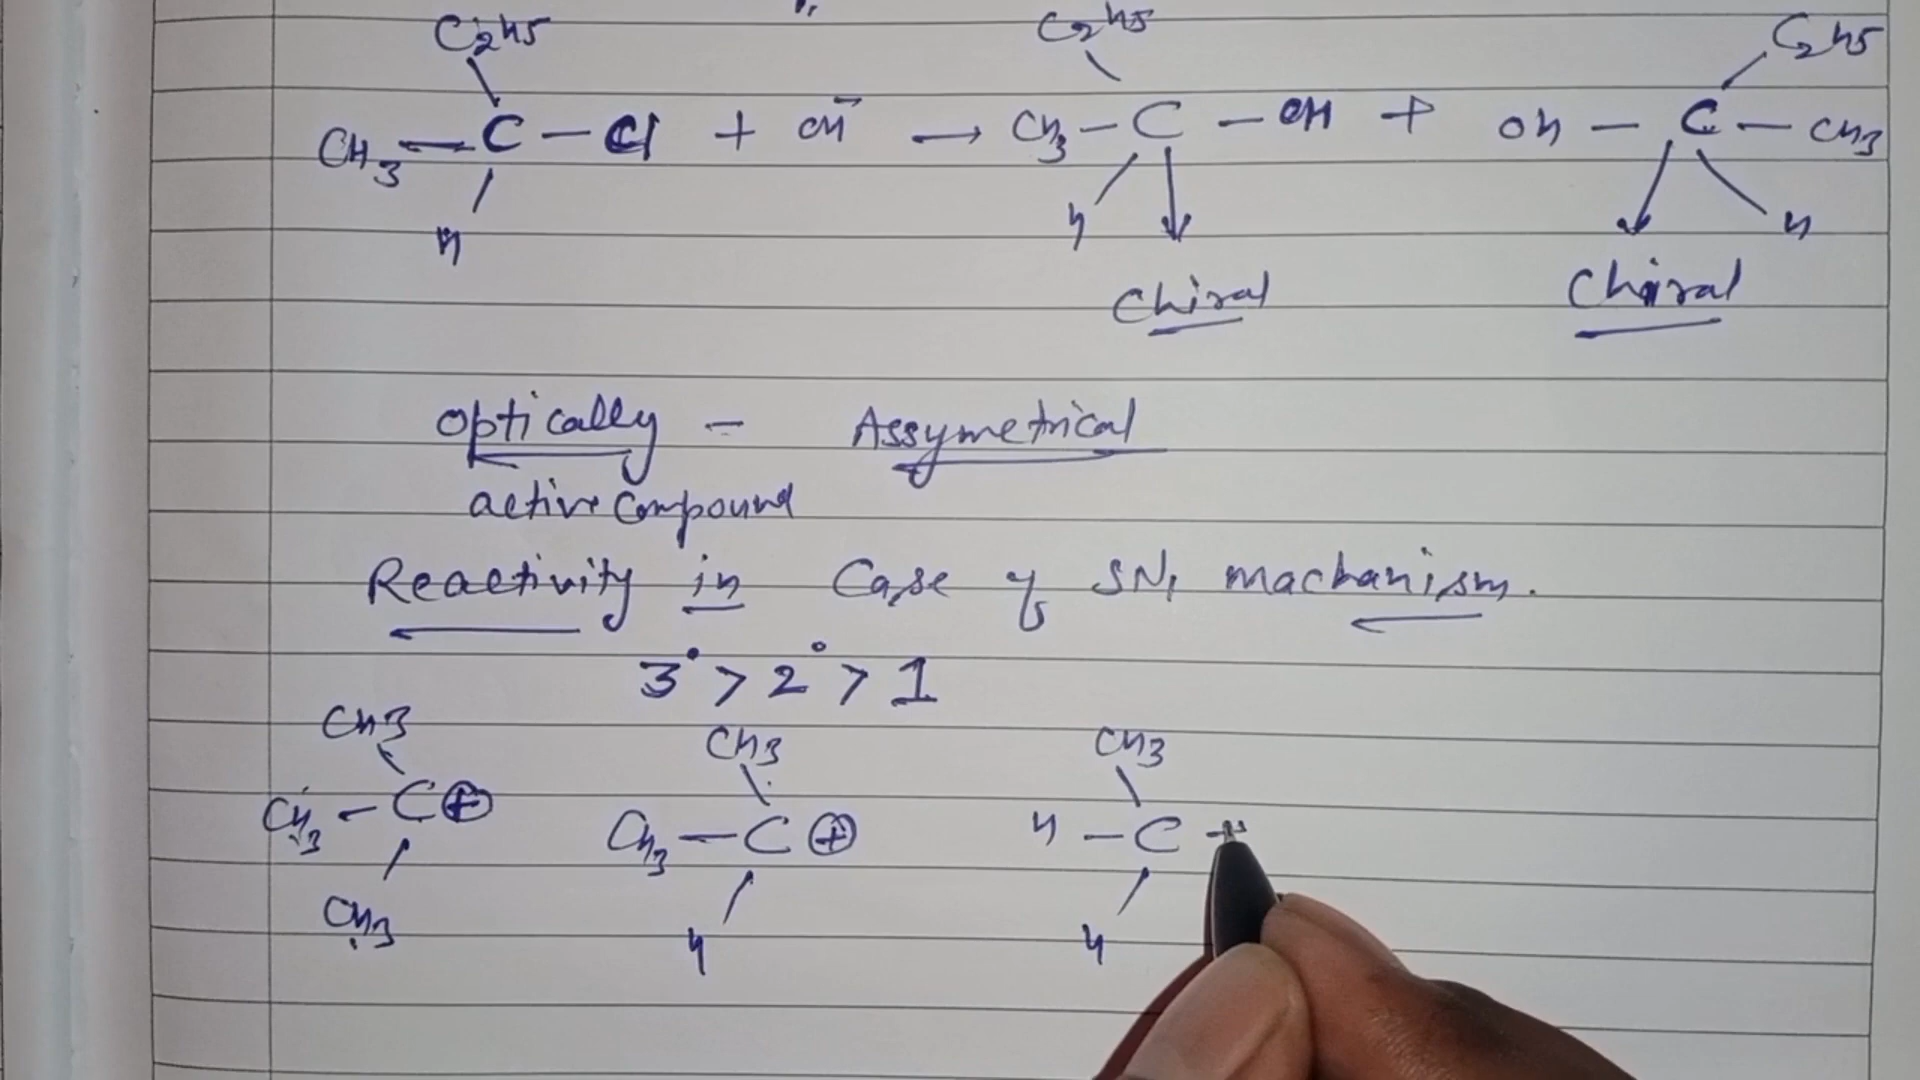 C2H5 C2H5 C2H5
CH3 — C — Cl + OH⁻ → CH3 — C — OH + OH — C — CH3
H H H
Chiral Chiral
Optically – Assymetrical
active Compound
Reactivity in Case of SN1 machanism.
3° > 2° > 1
CH3 CH3 CH3
CH3 – C ⊕ CH3 — C ⊕ H – C +
CH3 H H